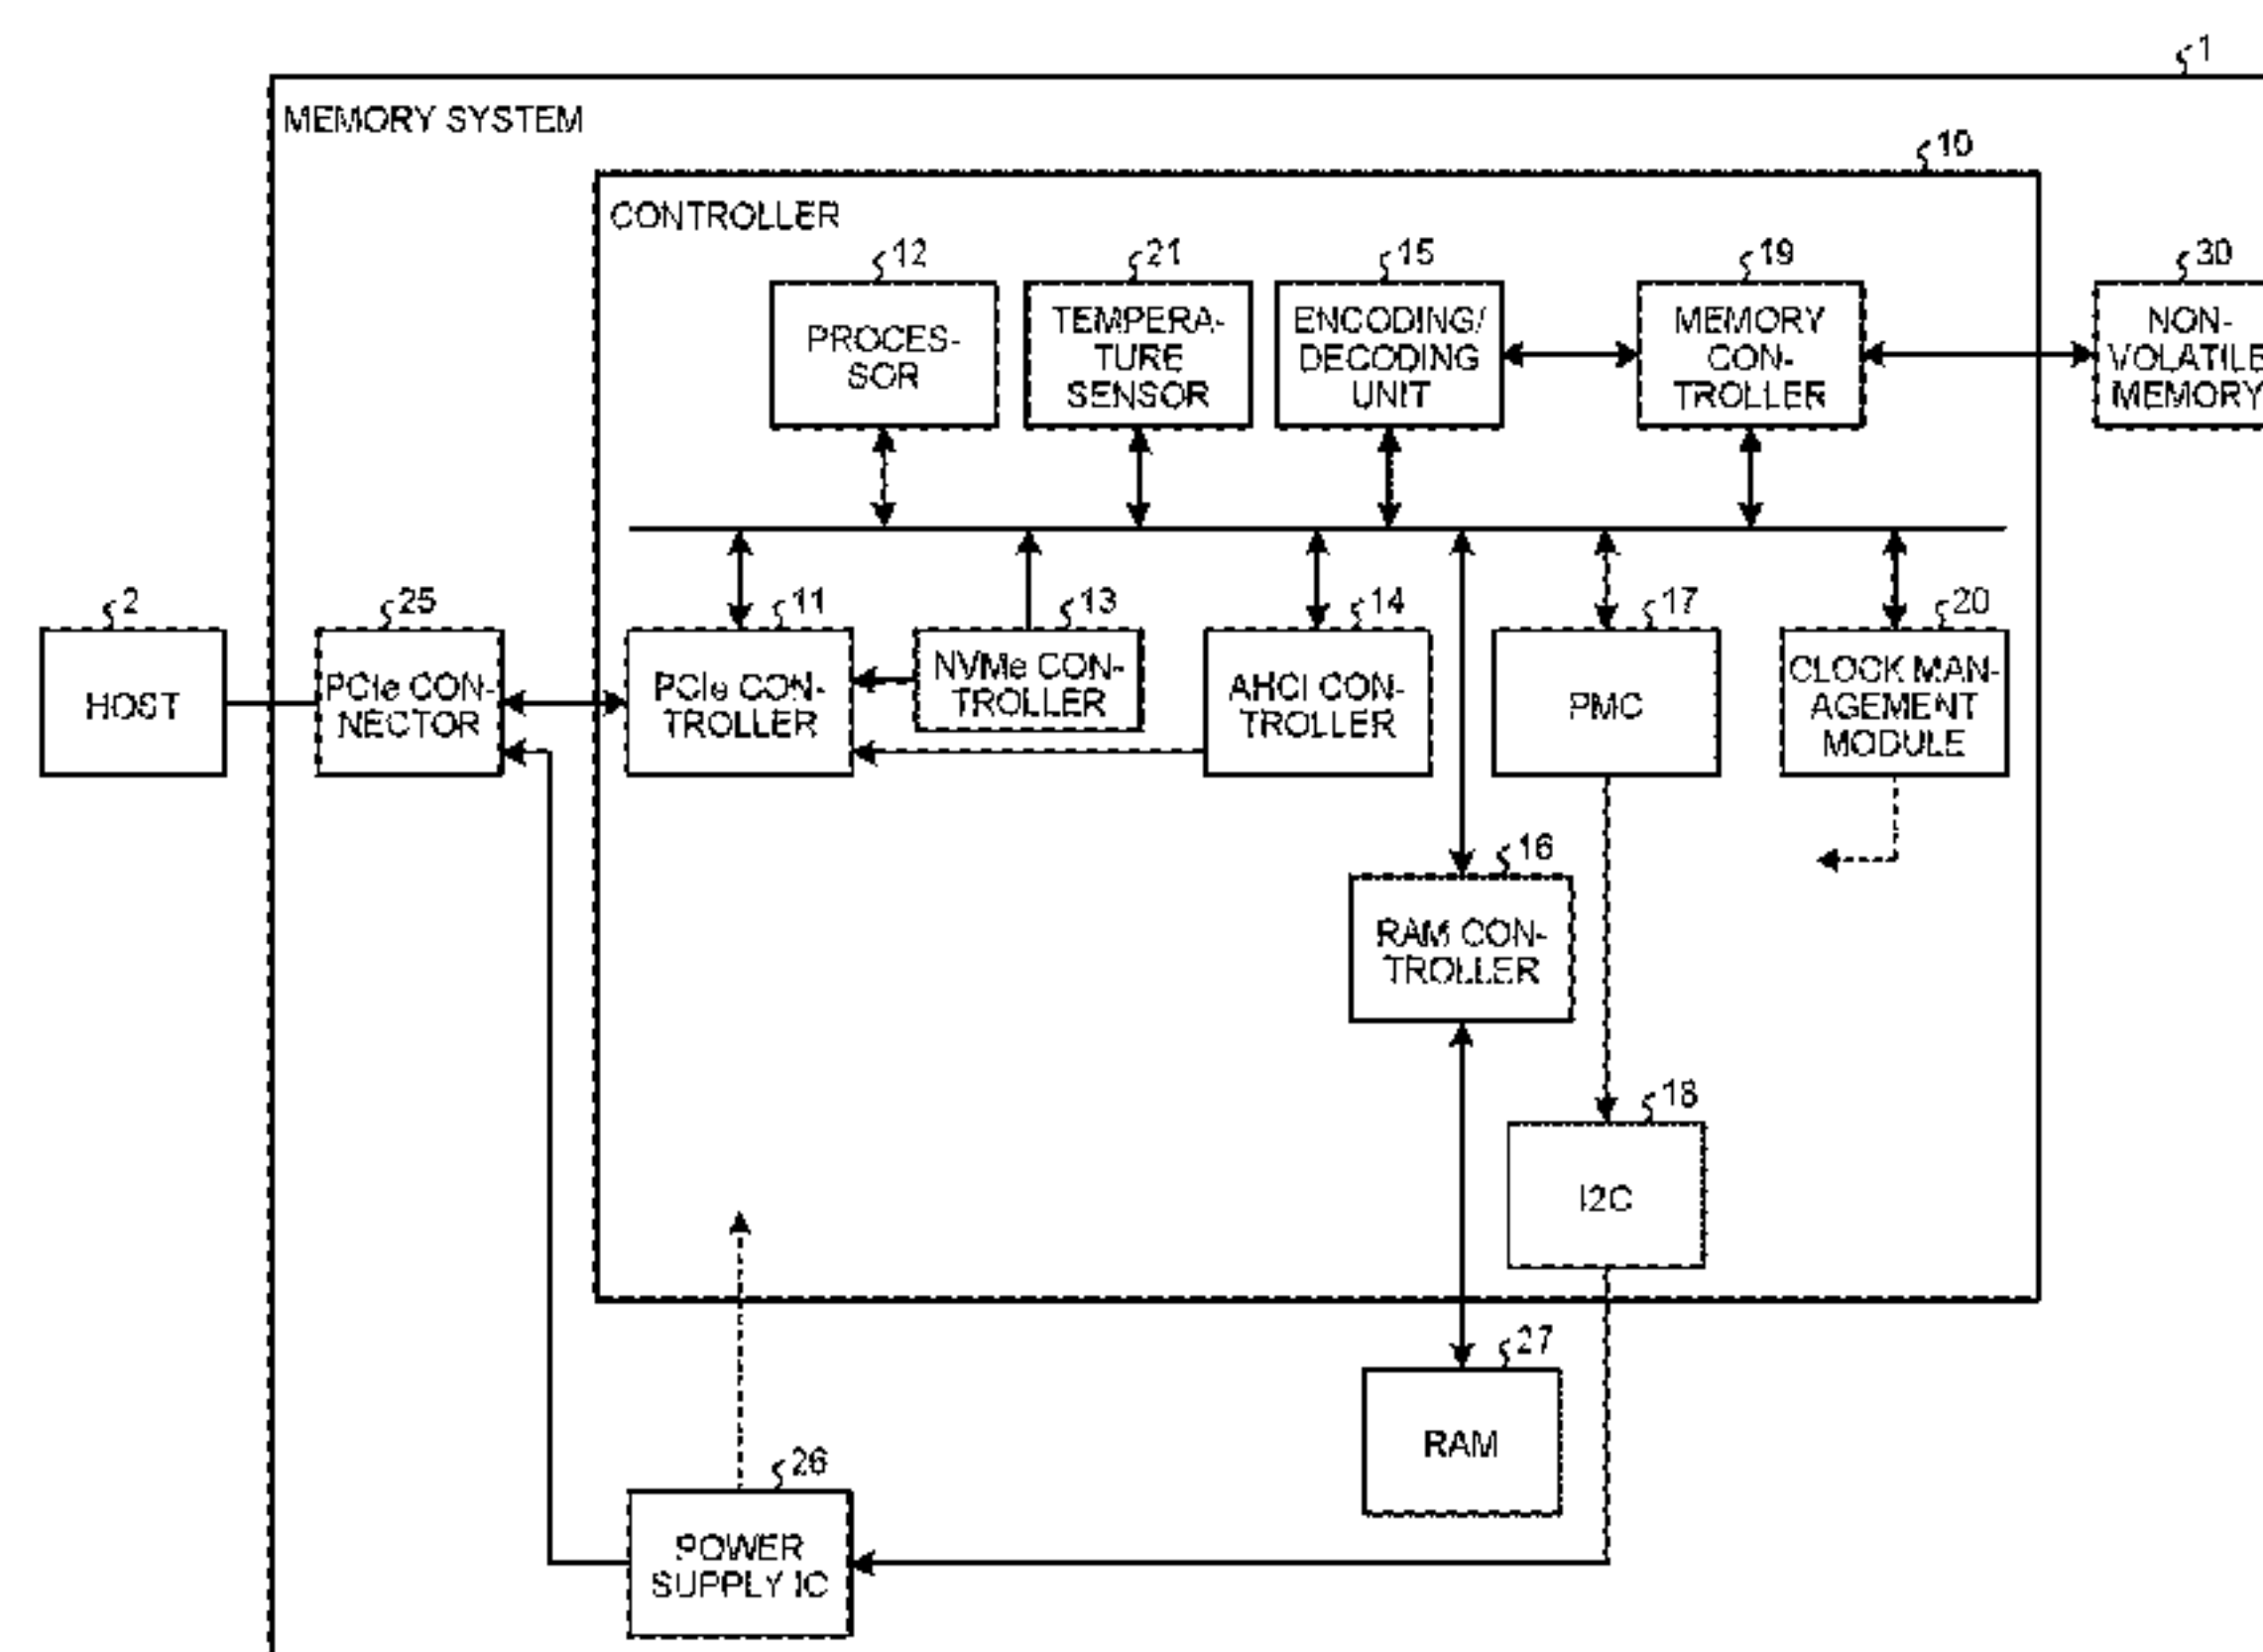 1
MEMORY SYSTEM
10
CONTROLLER
12
21
15
19
30
PROCES-
SOR
TEMPERA-
TURE
SENSOR
ENCODING/
DECODING
UNIT
MEMORY
CON-
TROLLER
NON-
VOLATILE
MEMORY
2
25
11
13
14
17
20
HOST
PCIe CON-
NECTOR
PCIe CON-
TROLLER
NVMe CON-
TROLLER
AHCI CON-
TROLLER
PMC
CLOCK MAN-
AGEMENT
MODULE
16
RAM CON-
TROLLER
18
I2C
27
RAM
26
POWER
SUPPLY IC